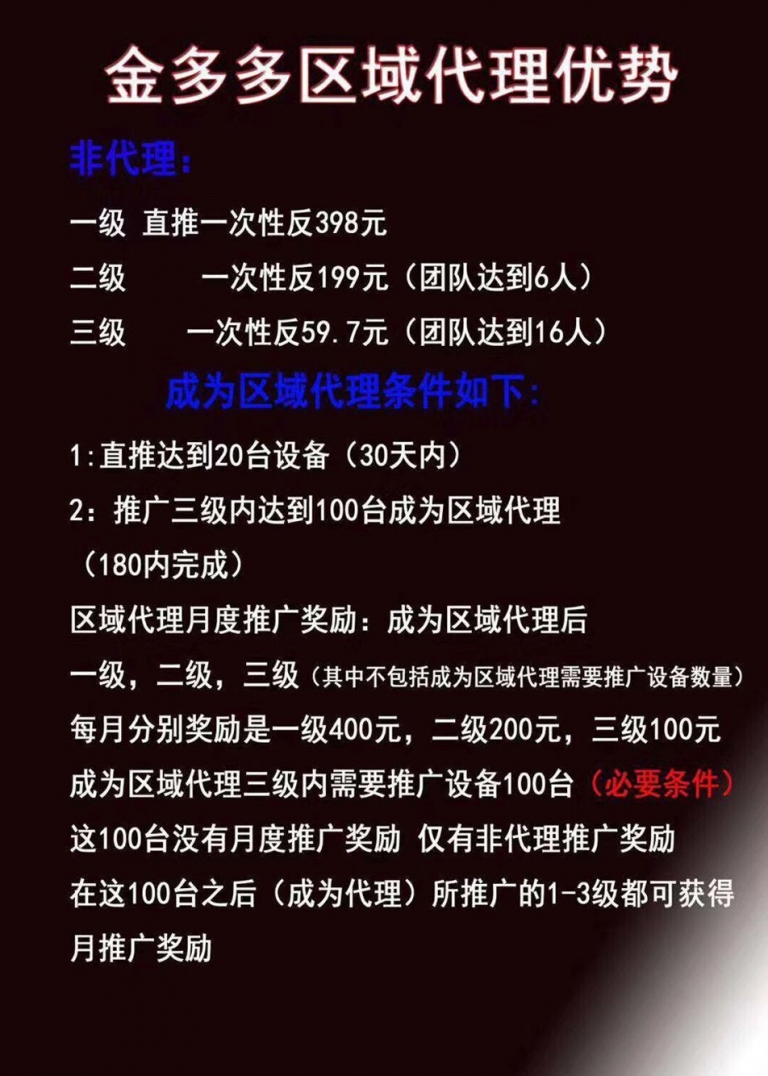 金多多区域代理优势
非代理：
一级 直推一次性反398元
二级 一次性反199元（团队达到6人）
三级 一次性反59.7元（团队达到16人）
成为区域代理条件如下:
1:直推达到20台设备（30天内）
2：推广三级内达到100台成为区域代理
（180内完成）
区域代理月度推广奖励：成为区域代理后
一级，二级，三级（其中不包括成为区域代理需要推广设备数量）
每月分别奖励是一级400元，二级200元，三级100元
成为区域代理三级内需要推广设备100台（必要条件）
这100台没有月度推广奖励 仅有非代理推广奖励
在这100台之后（成为代理）所推广的1-3级都可获得
月推广奖励